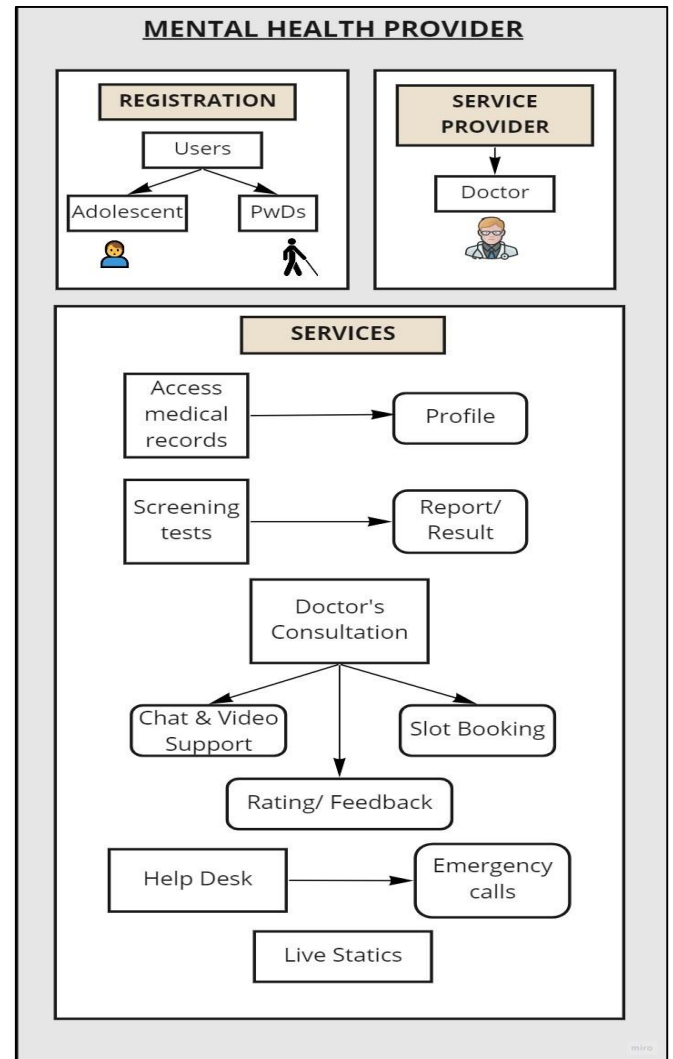 MENTAL HEALTH PROVIDER
REGISTRATION
Users
Adolescent
PwDs
SERVICE
PROVIDER
Doctor
SERVICES
Access
medical
records
Profile
Screening
tests
Report/
Result
Doctor's
Consultation
Chat & Video
Support
Slot Booking
Rating/ Feedback
Help Desk
Emergency
calls
Live Statics
miro